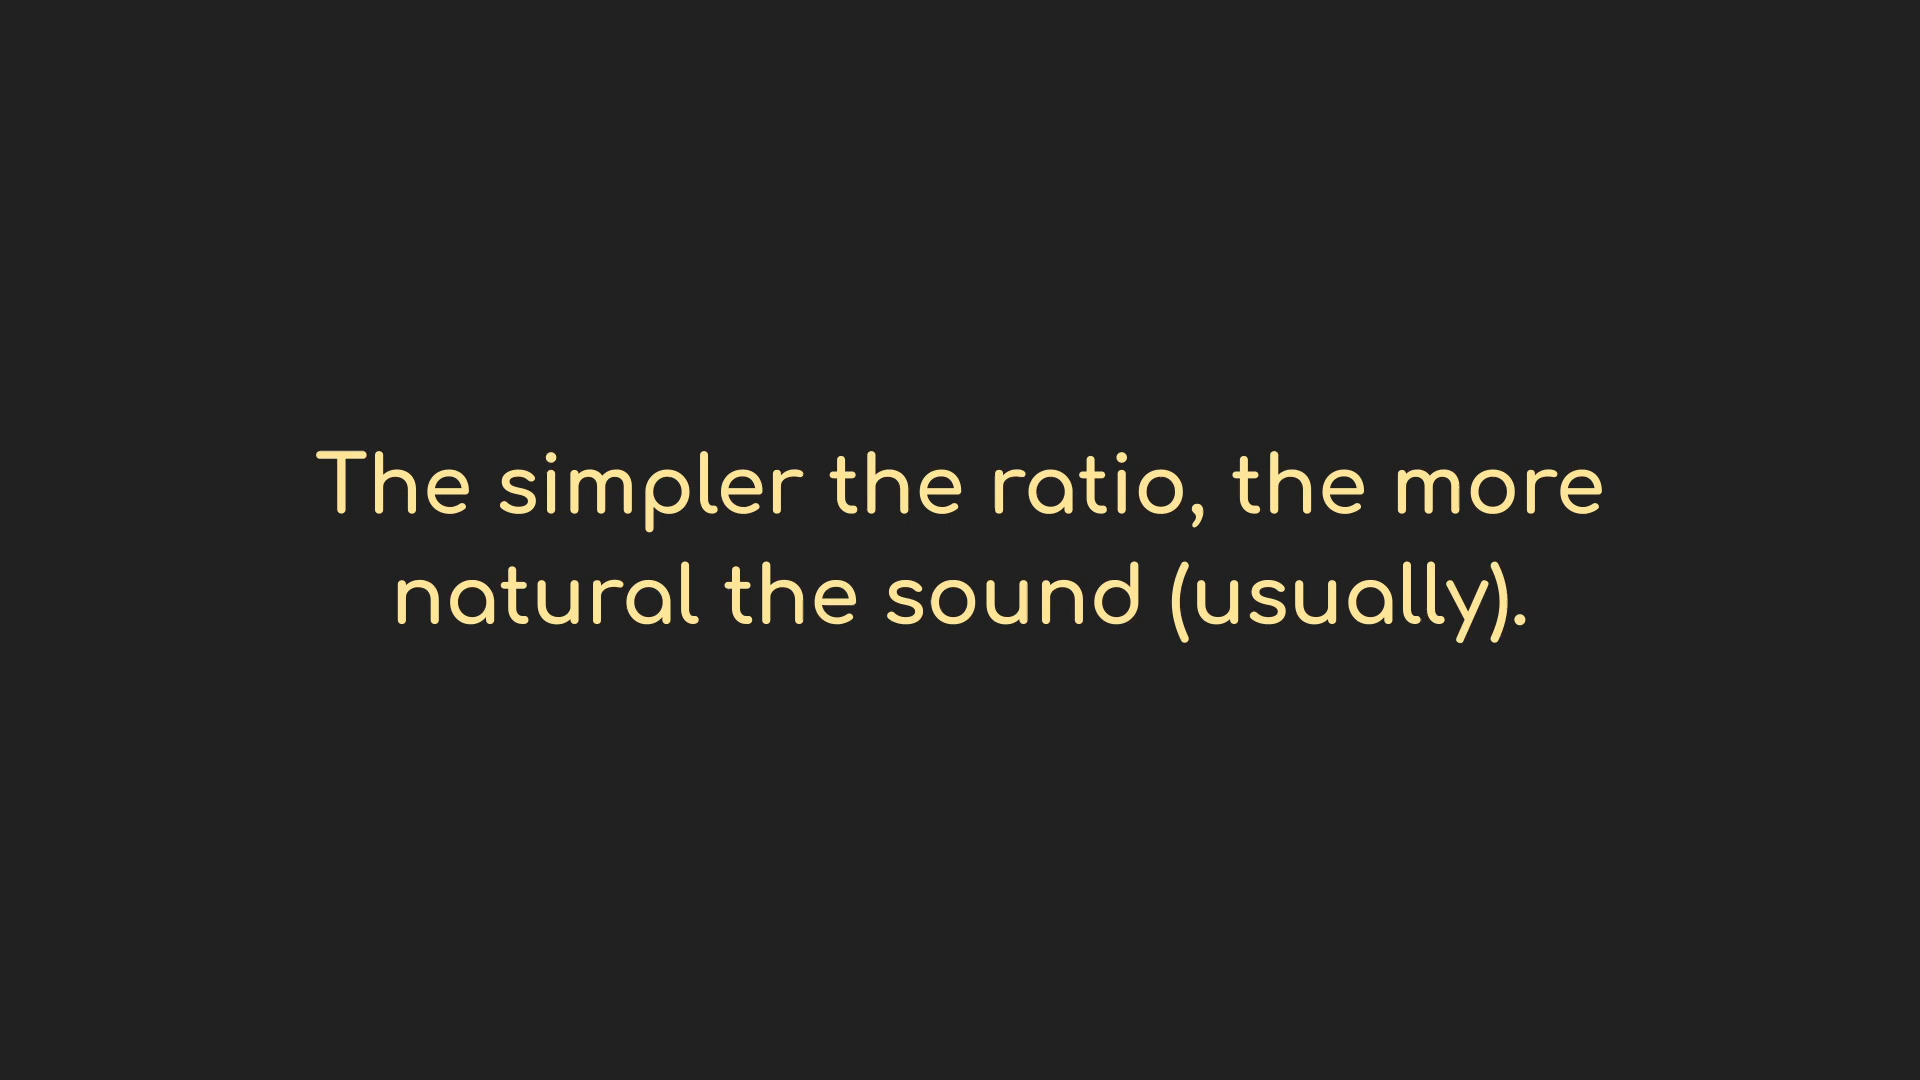 The simpler the ratio, the more
natural the sound (usually).